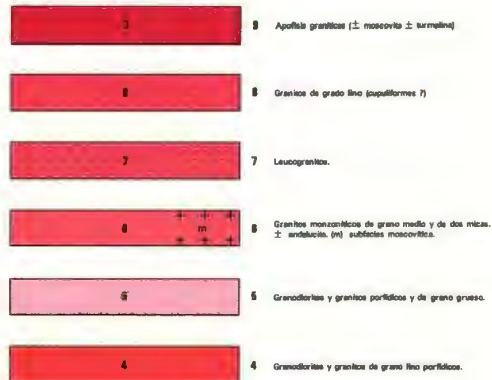 9 9 Apófisis graníticas (± moscovita ± turmalina)
8 8 Granitos de grado fino (cupuliformes ?)
7 7 Leucogranitos.
6 m 6 Granitos monzoníticos de grano medio y de dos micas.
± andalucita. (m) subfacies moscovítica.
5 5 Granodioritas y granitos porfídicos y de grano grueso.
4 4 Granodioritas y granitos de grano fino porfídicos.